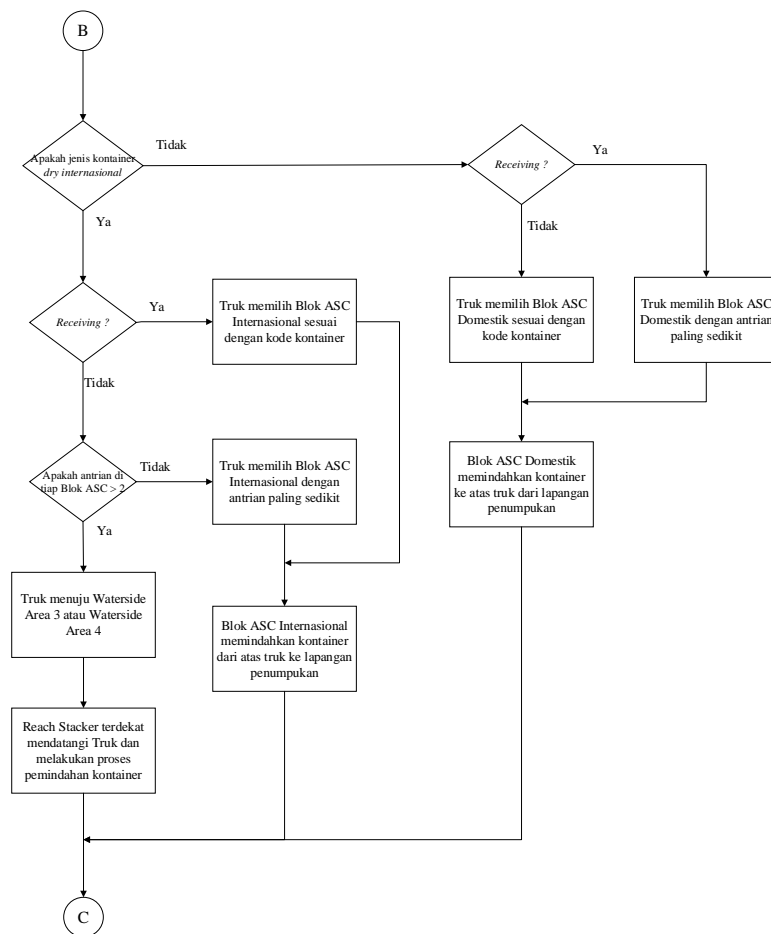 B
Apakah jenis kontainer
dry internasional
Tidak
Ya
Receiving ?
Ya
Tidak
Receiving ?
Ya
Tidak
Truk memilih Blok ASC
Internasional sesuai
dengan kode kontainer
Truk memilih Blok ASC
Domestik sesuai dengan
kode kontainer
Truk memilih Blok ASC
Domestik dengan antrian
paling sedikit
Apakah antrian di
tiap Blok ASC > 2
Tidak
Ya
Truk memilih Blok ASC
Internasional dengan
antrian paling sedikit
Blok ASC Domestik
memindahkan kontainer
ke atas truk dari lapangan
penumpukan
Truk menuju Waterside
Area 3 atau Waterside
Area 4
Blok ASC Internasional
memindahkan kontainer
dari atas truk ke lapangan
penumpukan
Reach Stacker terdekat
mendatangi Truk dan
melakukan proses
pemindahan kontainer
C